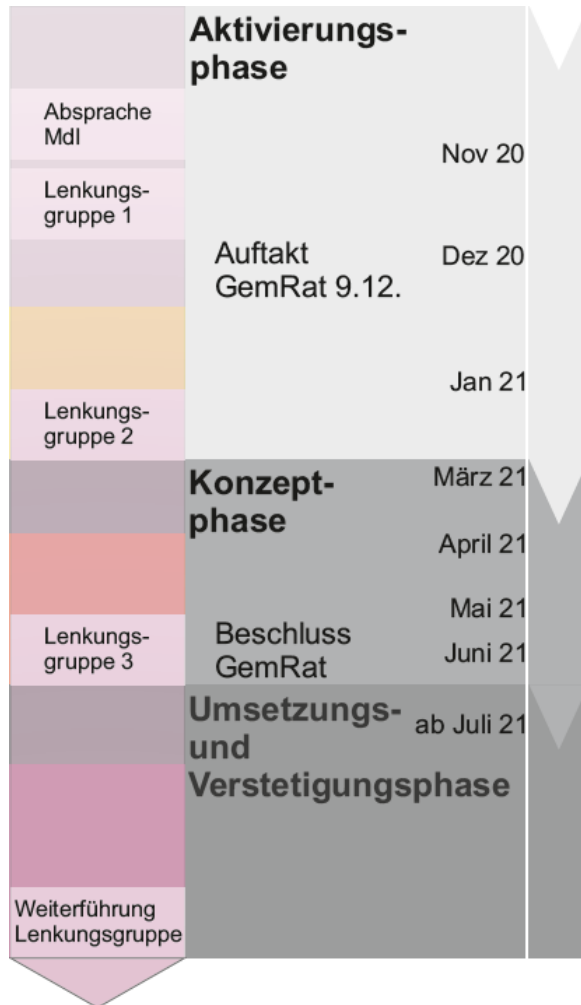 Aktivierungs-
phase
Absprache
MdI
Nov 20
Lenkungs-
gruppe 1
Auftakt
GemRat 9.12.
Dez 20
Jan 21
Lenkungs-
gruppe 2
Konzept-
phase
März 21
April 21
Mai 21
Lenkungs-
gruppe 3
Beschluss
GemRat
Juni 21
Umsetzungs-
und
Verstetigungsphase
ab Juli 21
Weiterführung
Lenkungsgruppe